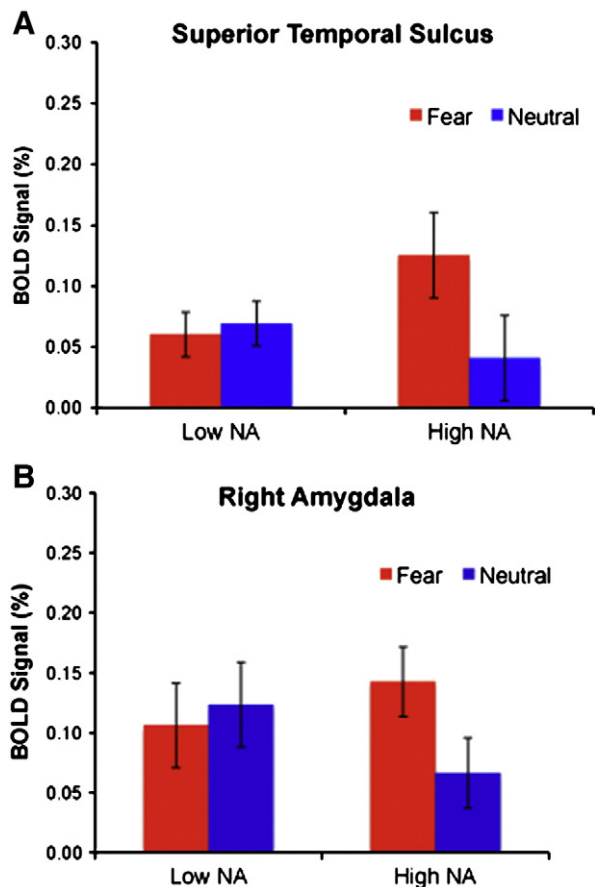 A
Superior Temporal Sulcus
0.30
0.25
0.20
0.15
0.10
0.05
0.00
BOLD Signal (%)
Fear Neutral
Low NA High NA
B
Right Amygdala
0.30
0.25
0.20
0.15
0.10
0.05
0.00
BOLD Signal (%)
Fear Neutral
Low NA High NA